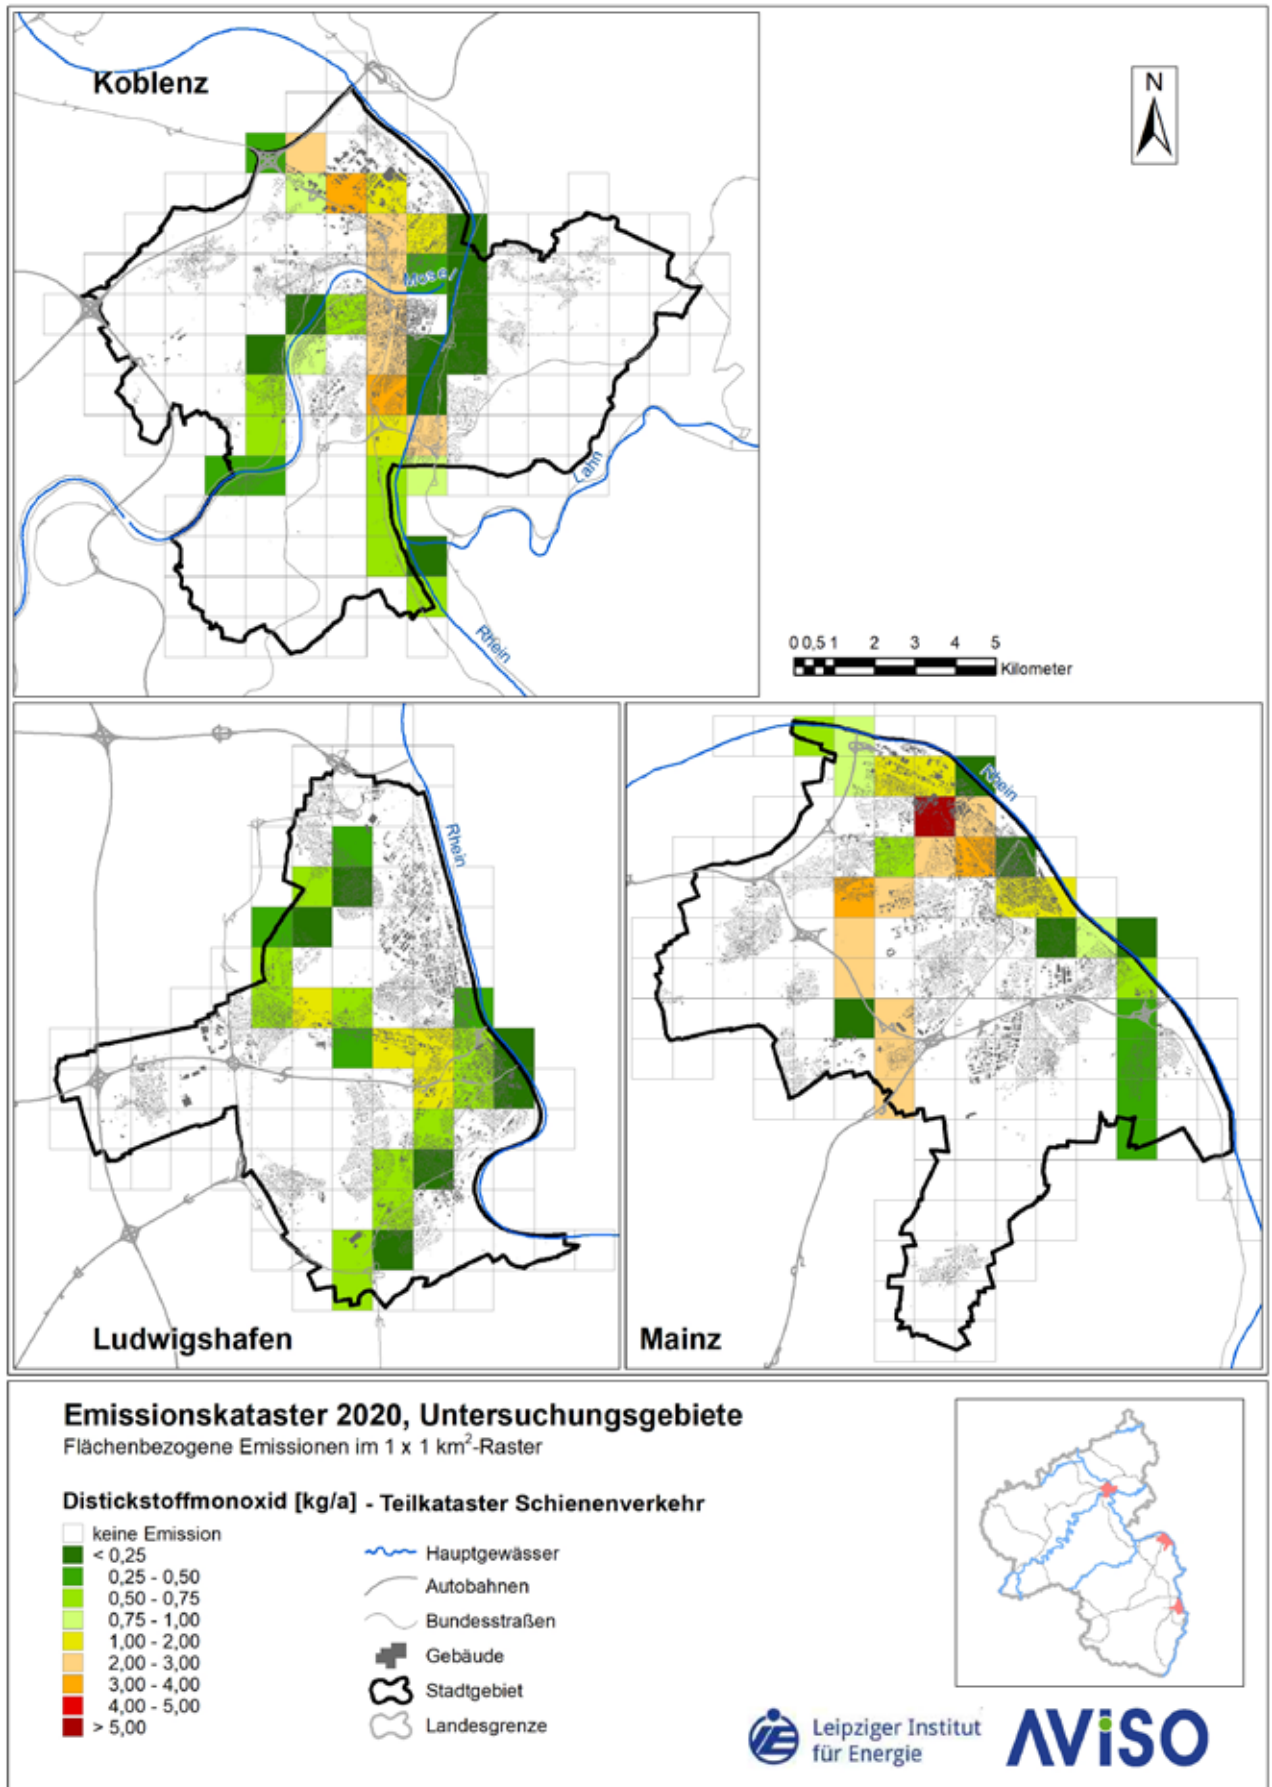 Koblenz
N
Mosel
Lahn
Rhein
0 0,5 1 2 3 4 5
Kilometer
Rhein
Ludwigshafen
Rhein
Mainz
Emissionskataster 2020, Untersuchungsgebiete
Flächenbezogene Emissionen im 1 x 1 km²-Raster
Distickstoffmonoxid [kg/a] - Teilkataster Schienenverkehr
keine Emission
< 0,25
0,25 - 0,50
0,50 - 0,75
0,75 - 1,00
1,00 - 2,00
2,00 - 3,00
3,00 - 4,00
4,00 - 5,00
> 5,00
Hauptgewässer
Autobahnen
Bundesstraßen
Gebäude
Stadtgebiet
Landesgrenze
Leipziger Institut
für Energie
AViSO